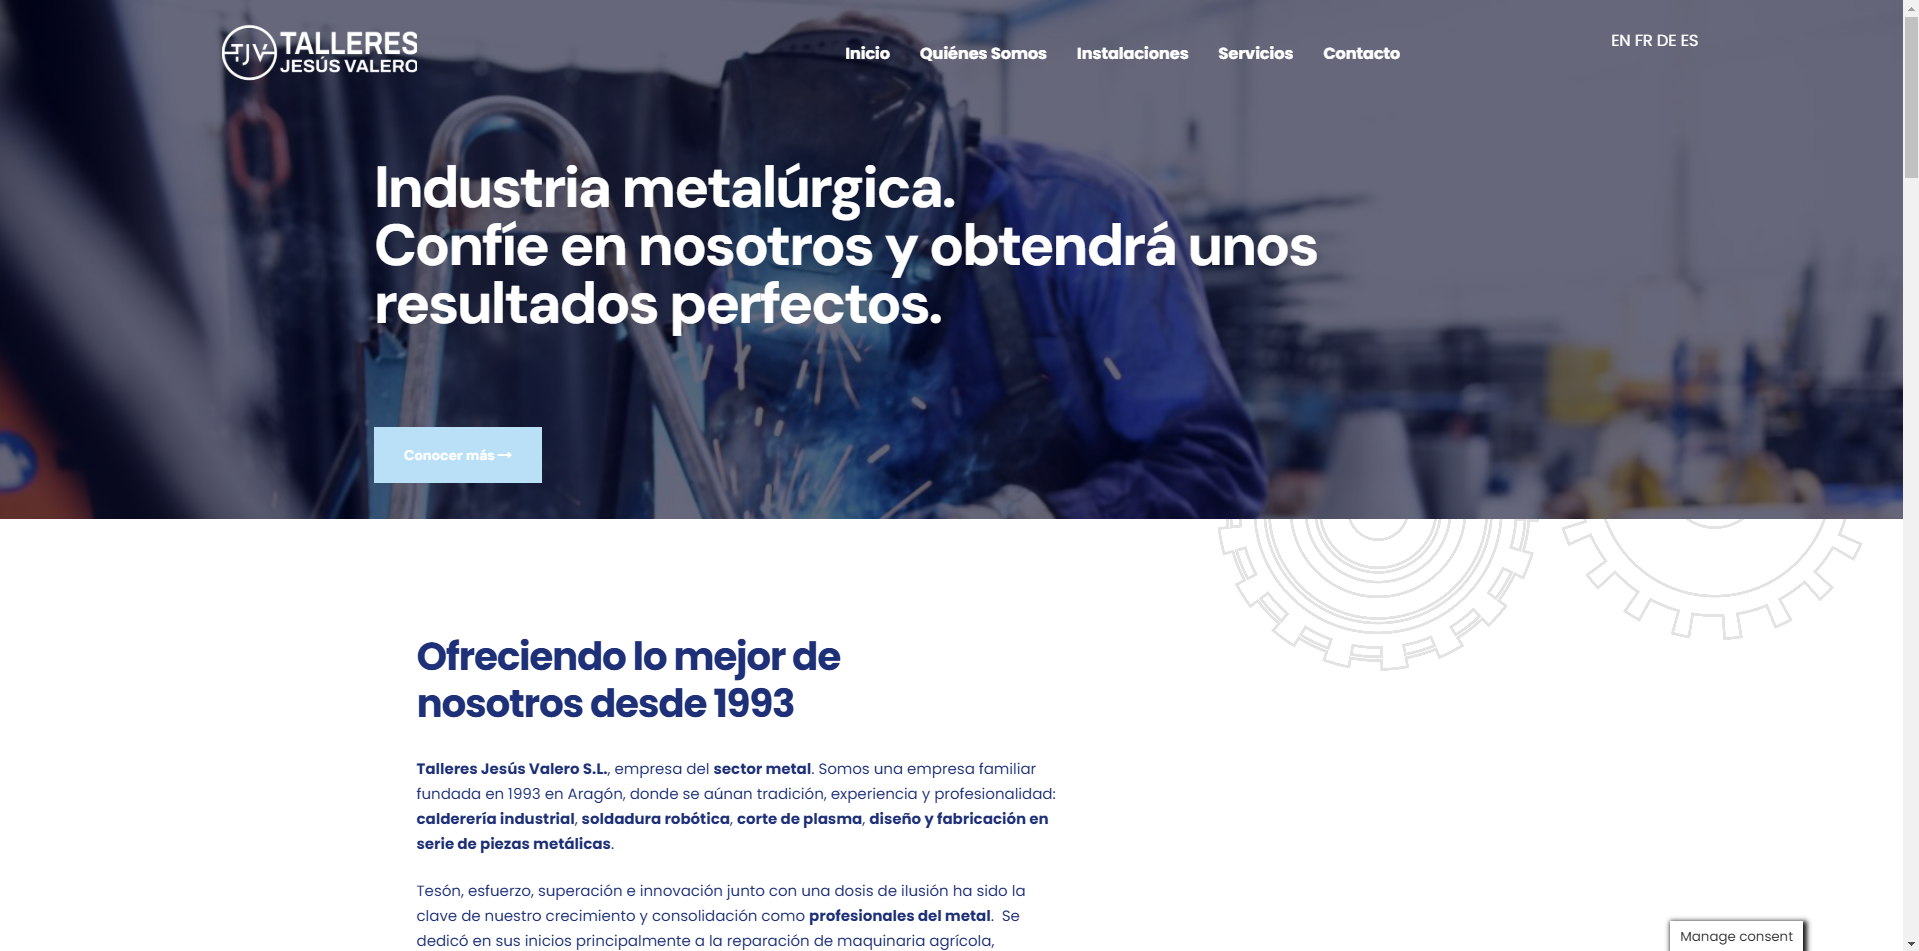 TJV TALLERES
JESÚS VALERO
Inicio Quiénes Somos Instalaciones Servicios Contacto
EN FR DE ES
Industria metalúrgica.
Confíe en nosotros y obtendrá unos
resultados perfectos.
Conocer más →
Ofreciendo lo mejor de
nosotros desde 1993
Talleres Jesús Valero S.L., empresa del sector metal. Somos una empresa familiar
fundada en 1993 en Aragón, donde se aúnan tradición, experiencia y profesionalidad:
calderería industrial, soldadura robótica, corte de plasma, diseño y fabricación en
serie de piezas metálicas.
Tesón, esfuerzo, superación e innovación junto con una dosis de ilusión ha sido la
clave de nuestro crecimiento y consolidación como profesionales del metal. Se
dedicó en sus inicios principalmente a la reparación de maquinaria agrícola,
Manage consent